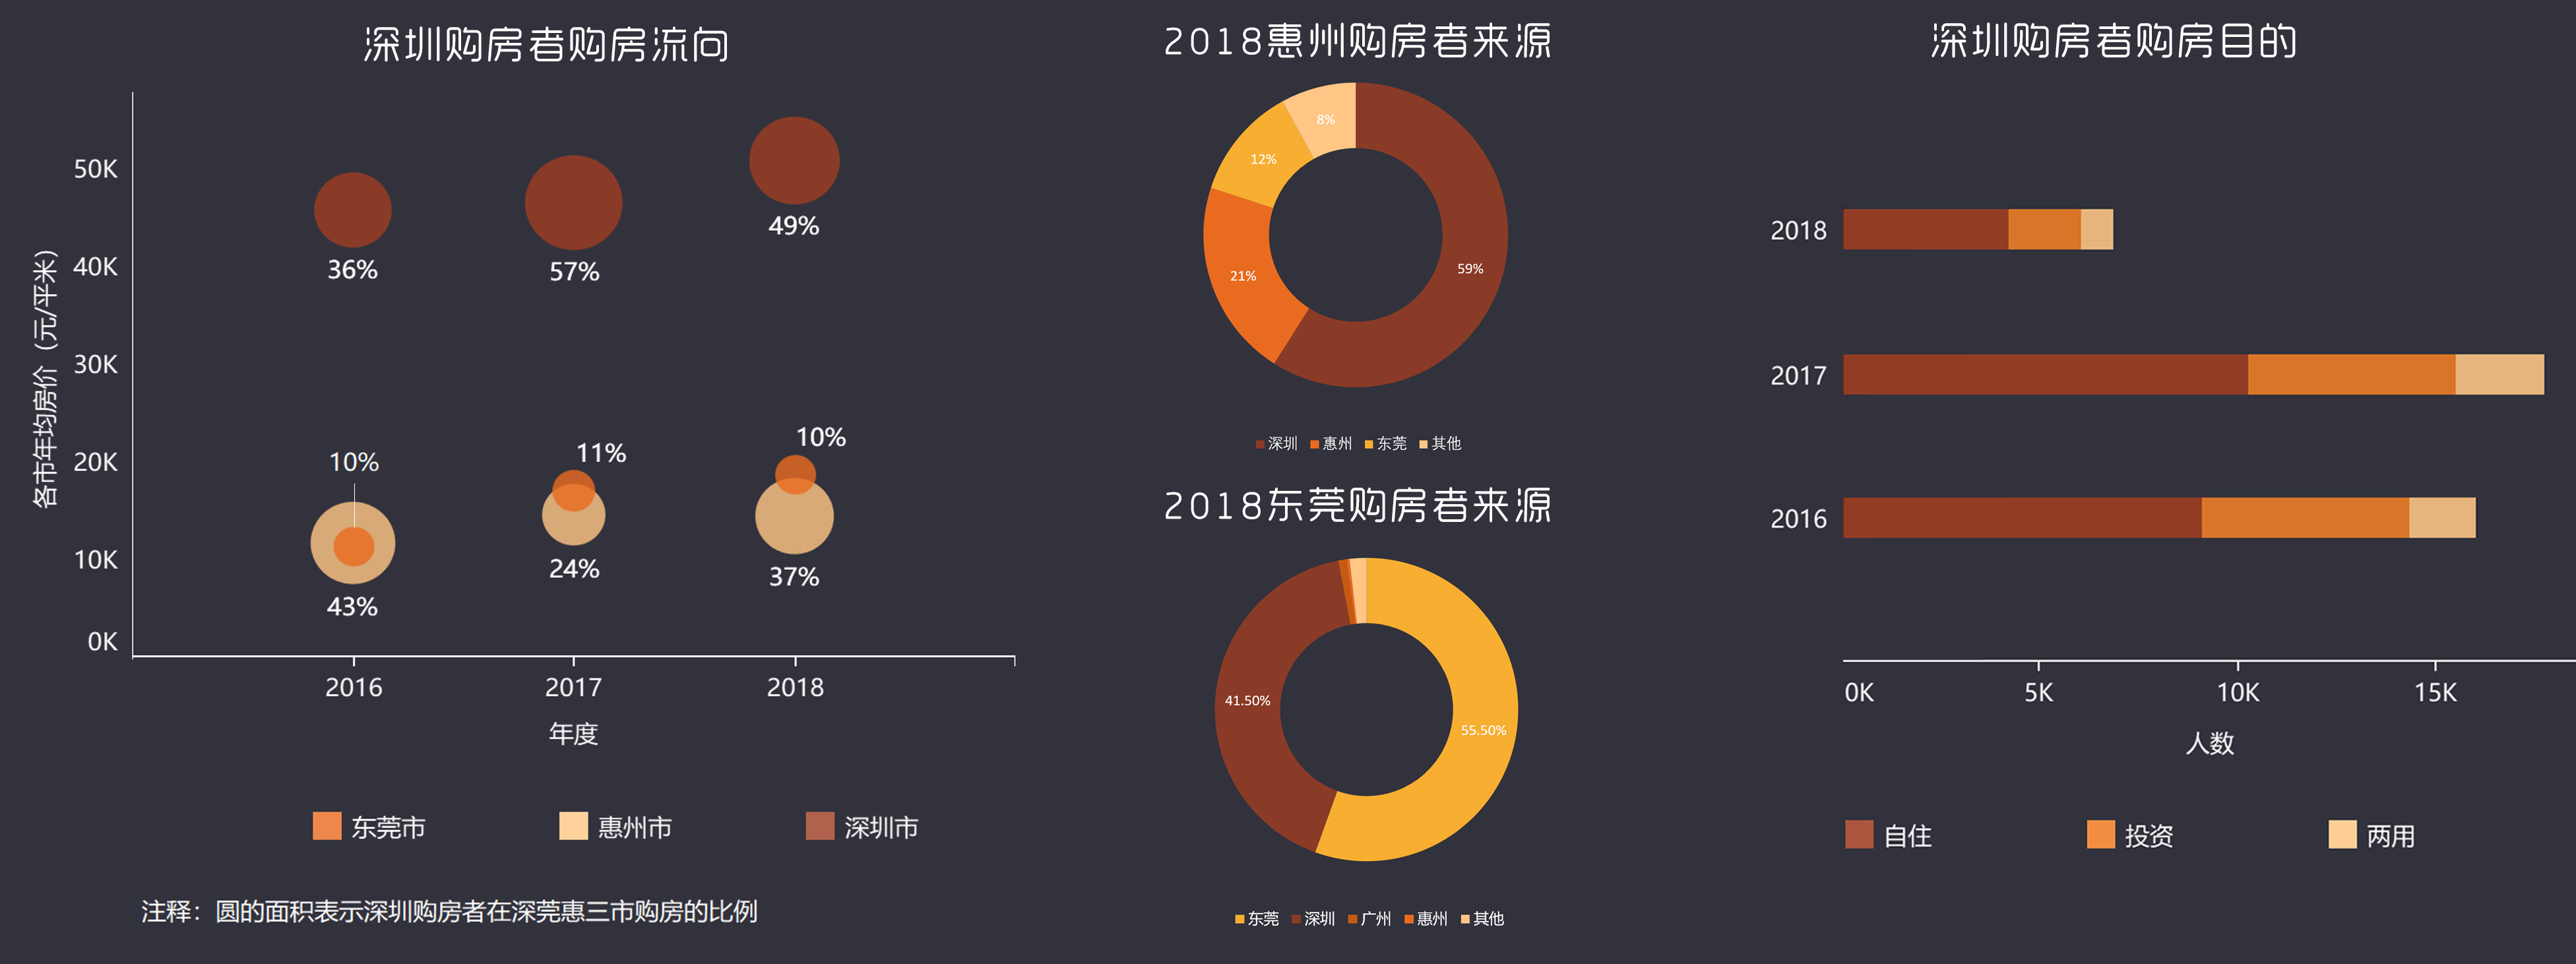 深圳购房者购房流向
各市年均房价（元/平米）
50K
40K
30K
20K
10K
0K
36%
57%
49%
10%
11%
10%
43%
24%
37%
2016
2017
2018
年度
东莞市
惠州市
深圳市
注释：圆的面积表示深圳购房者在深莞惠三市购房的比例
2018惠州购房者来源
8%
12%
21%
59%
深圳 惠州 东莞 其他
2018东莞购房者来源
41.50%
55.50%
东莞 深圳 广州 惠州 其他
深圳购房者购房目的
2018
2017
2016
0K
5K
10K
15K
人数
自住
投资
两用